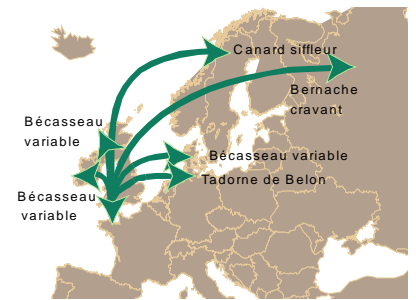 Canard siffleur
Bernache
cravant
Bécasseau
variable
Bécasseau variable
Tadorne de Belon
Bécasseau
variable